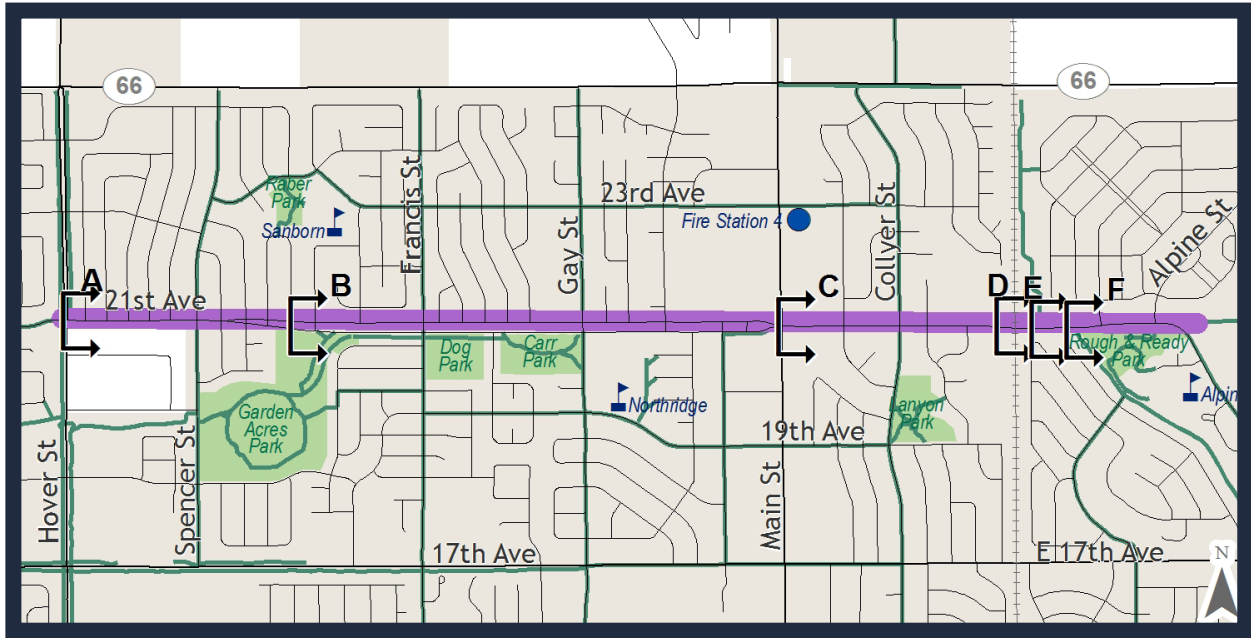 66
66
Francis St
Raper
Park
Sanborn
23rd Ave
Fire Station 4
Gay St
Collyer St
Alpine St
A
21st Ave
B
C
D
E
F
Dog
Park
Carr
Park
Rough & Ready
Park
Northridge
Alpin
Garden
Acres
Park
Lanyon
Park
19th Ave
Hover St
Spencer St
Main St
17th Ave
E 17th Ave
N